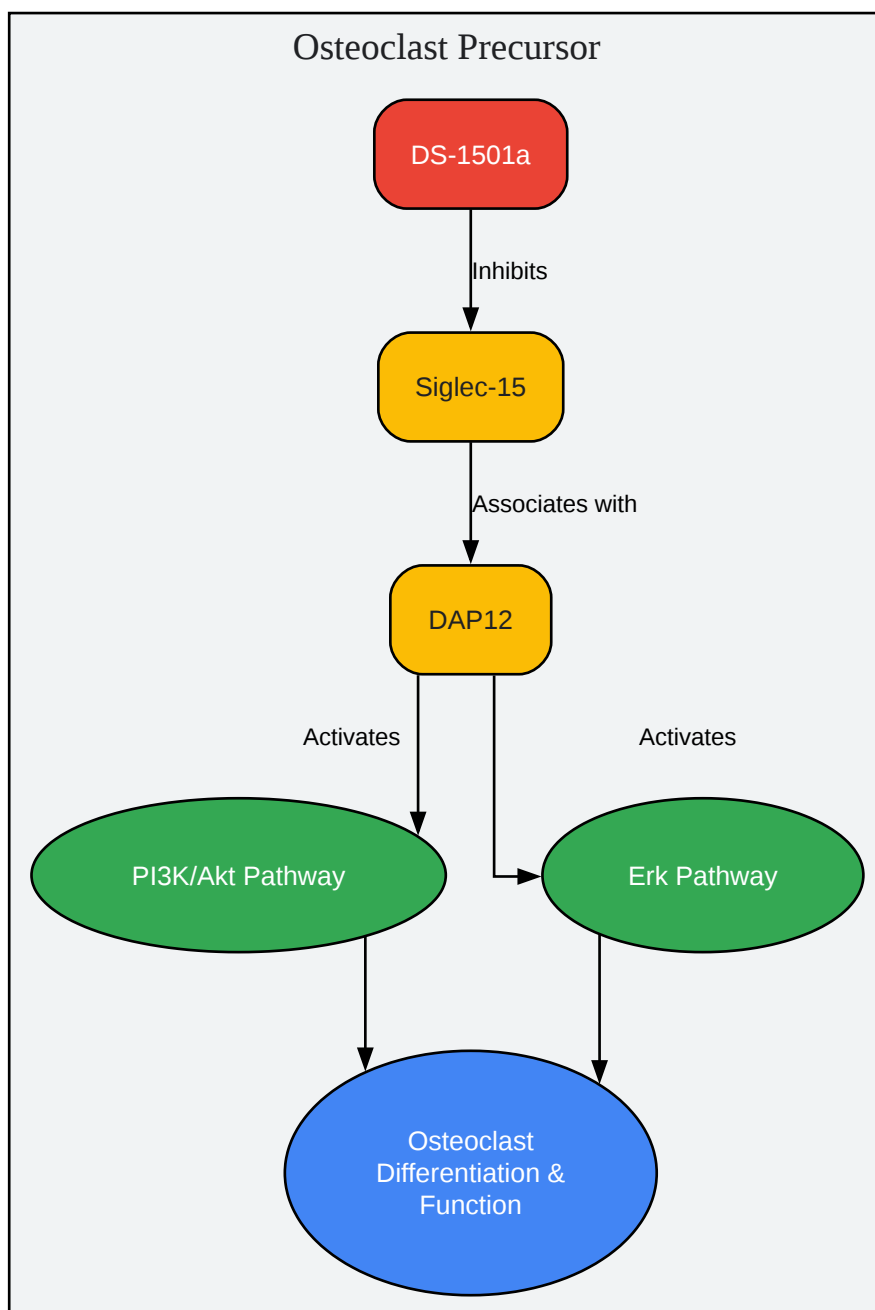 Osteoclast Precursor
DS-1501a
Inhibits
Siglec-15
Associates with
DAP12
Activates
Activates
PI3K/Akt Pathway
Erk Pathway
Osteoclast
Differentiation &
Function